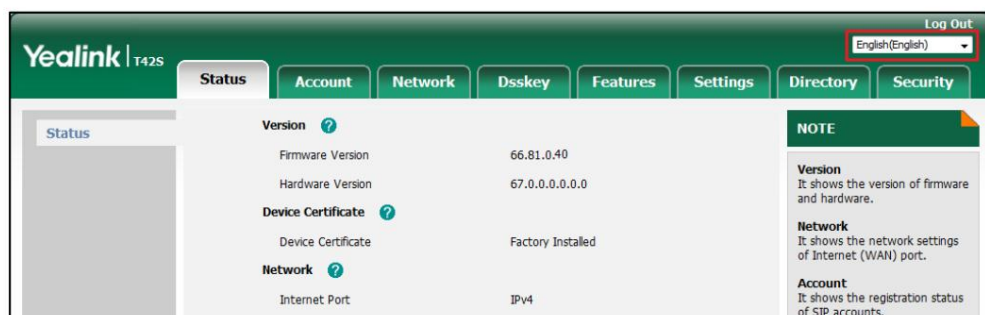 Log Out
English(English)
Yealink | T42S
Status Account Network Dsskey Features Settings Directory Security
Status
Version ?
Firmware Version 66.81.0.40
Hardware Version 67.0.0.0.0.0.0
Device Certificate ?
Device Certificate Factory Installed
Network ?
Internet Port IPv4
NOTE
Version
It shows the version of firmware
and hardware.
Network
It shows the network settings
of Internet (WAN) port.
Account
It shows the registration status
of SIP accounts.